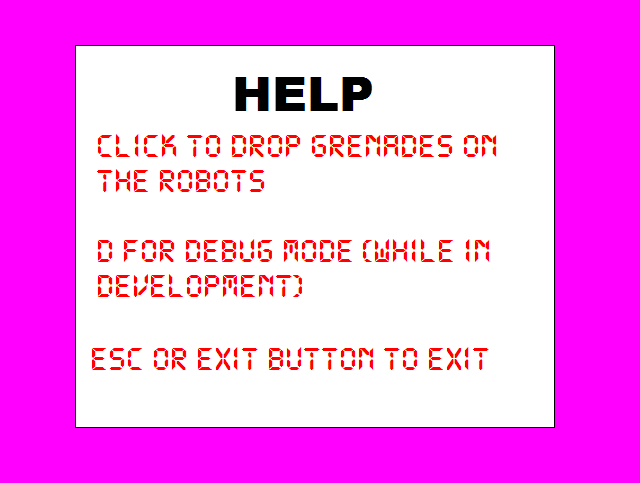 HELP
CLICK TO DROP GRENADES ON
THE ROBOTS
D FOR DEBUG MODE (WHILE IN
DEVELOPMENT)
ESC OR EXIT BUTTON TO EXIT